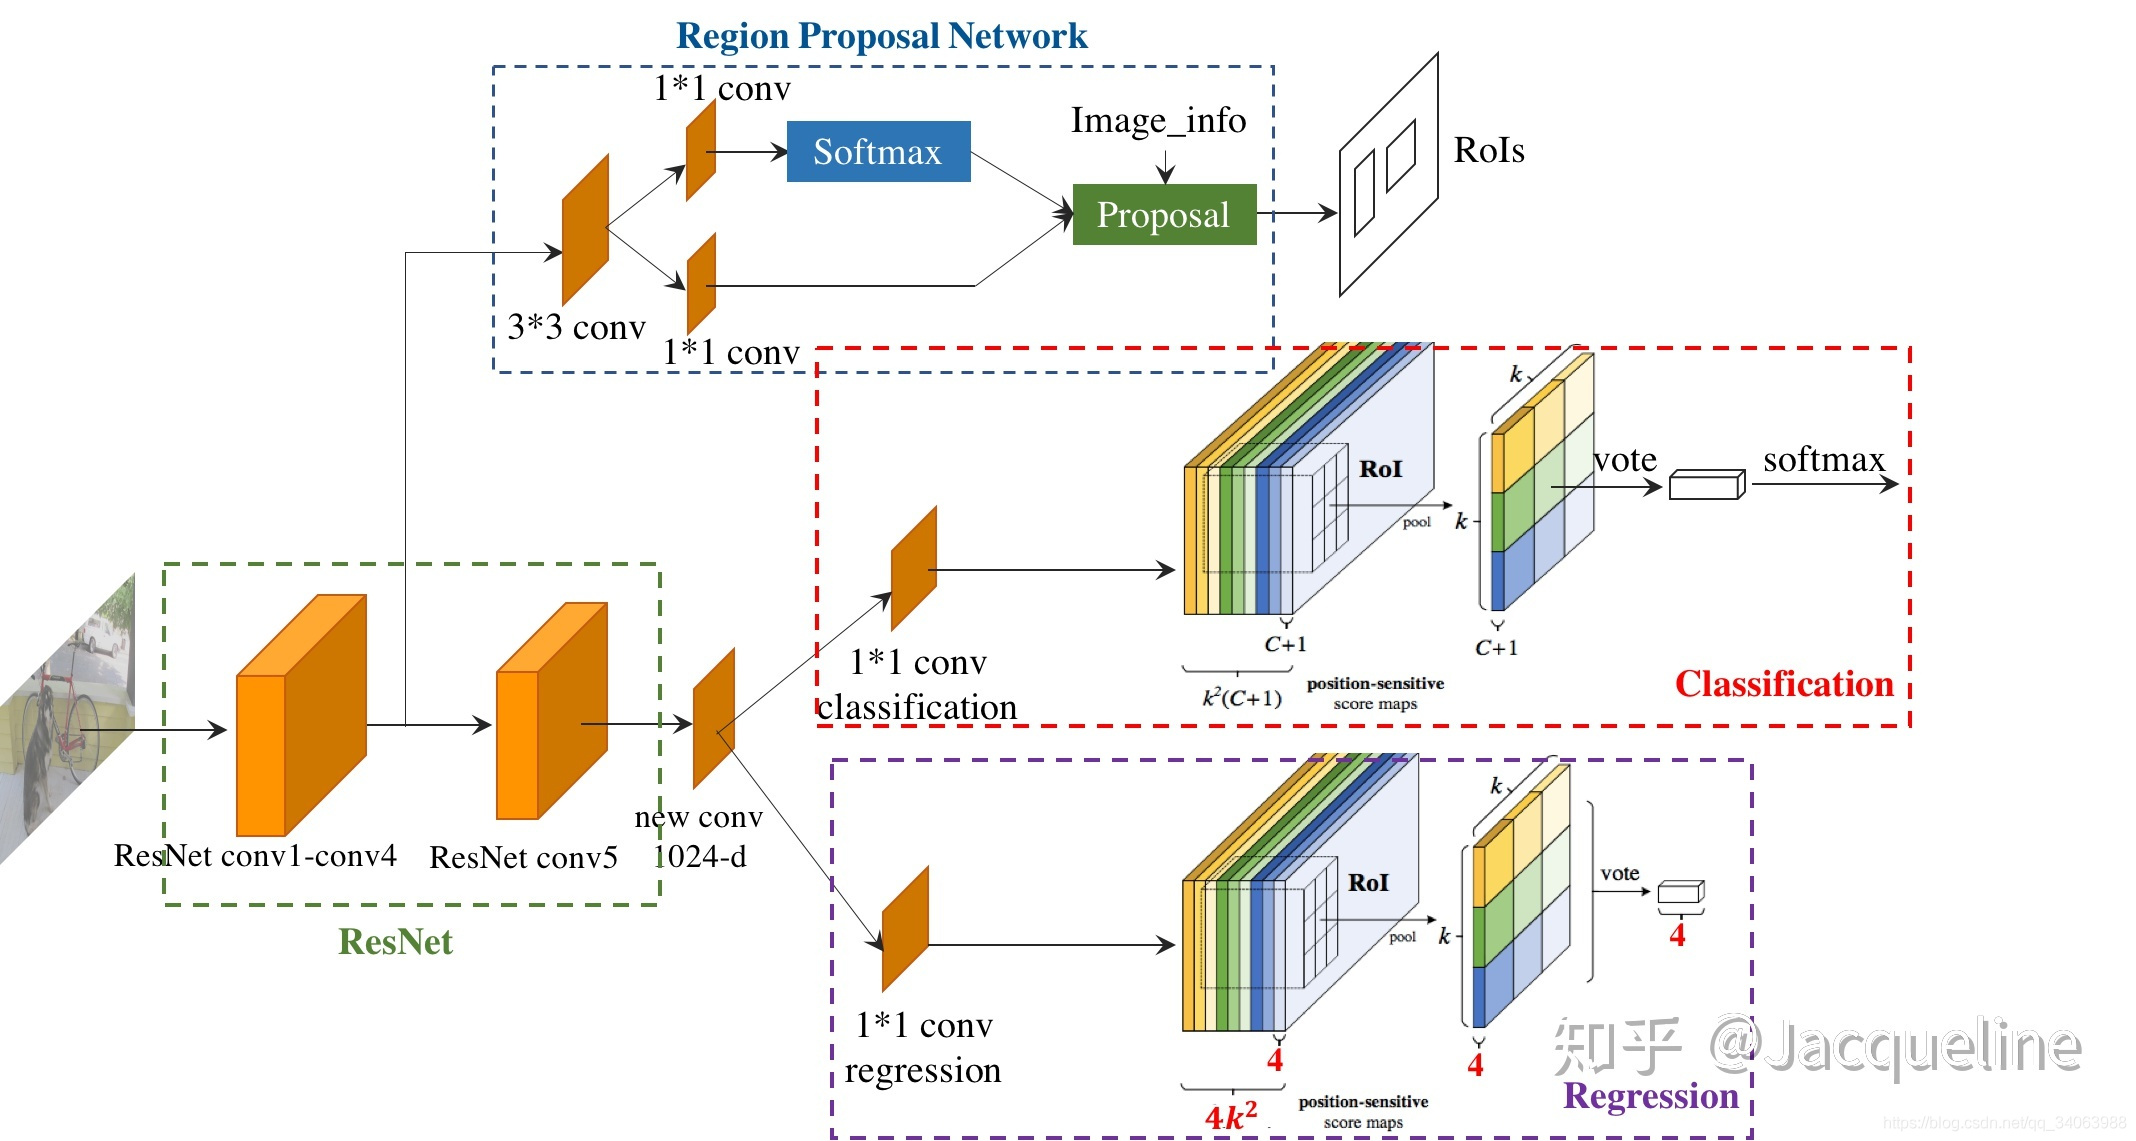 Region Proposal Network
1*1 conv
Softmax
Image_info
Proposal
RoIs
3*3 conv
1*1 conv
k
RoI
pool
k
vote
softmax
C+1
C+1
k²(C+1)
position-sensitive
score maps
1*1 conv
classification
Classification
ResNet conv1-conv4
ResNet conv5
new conv
1024-d
ResNet
k
RoI
pool
k
vote
4
1*1 conv
regression
4
4
4k²
position-sensitive
score maps
Regression
知乎 @Jacqueline
https://blog.csdn.net/qq_34063988